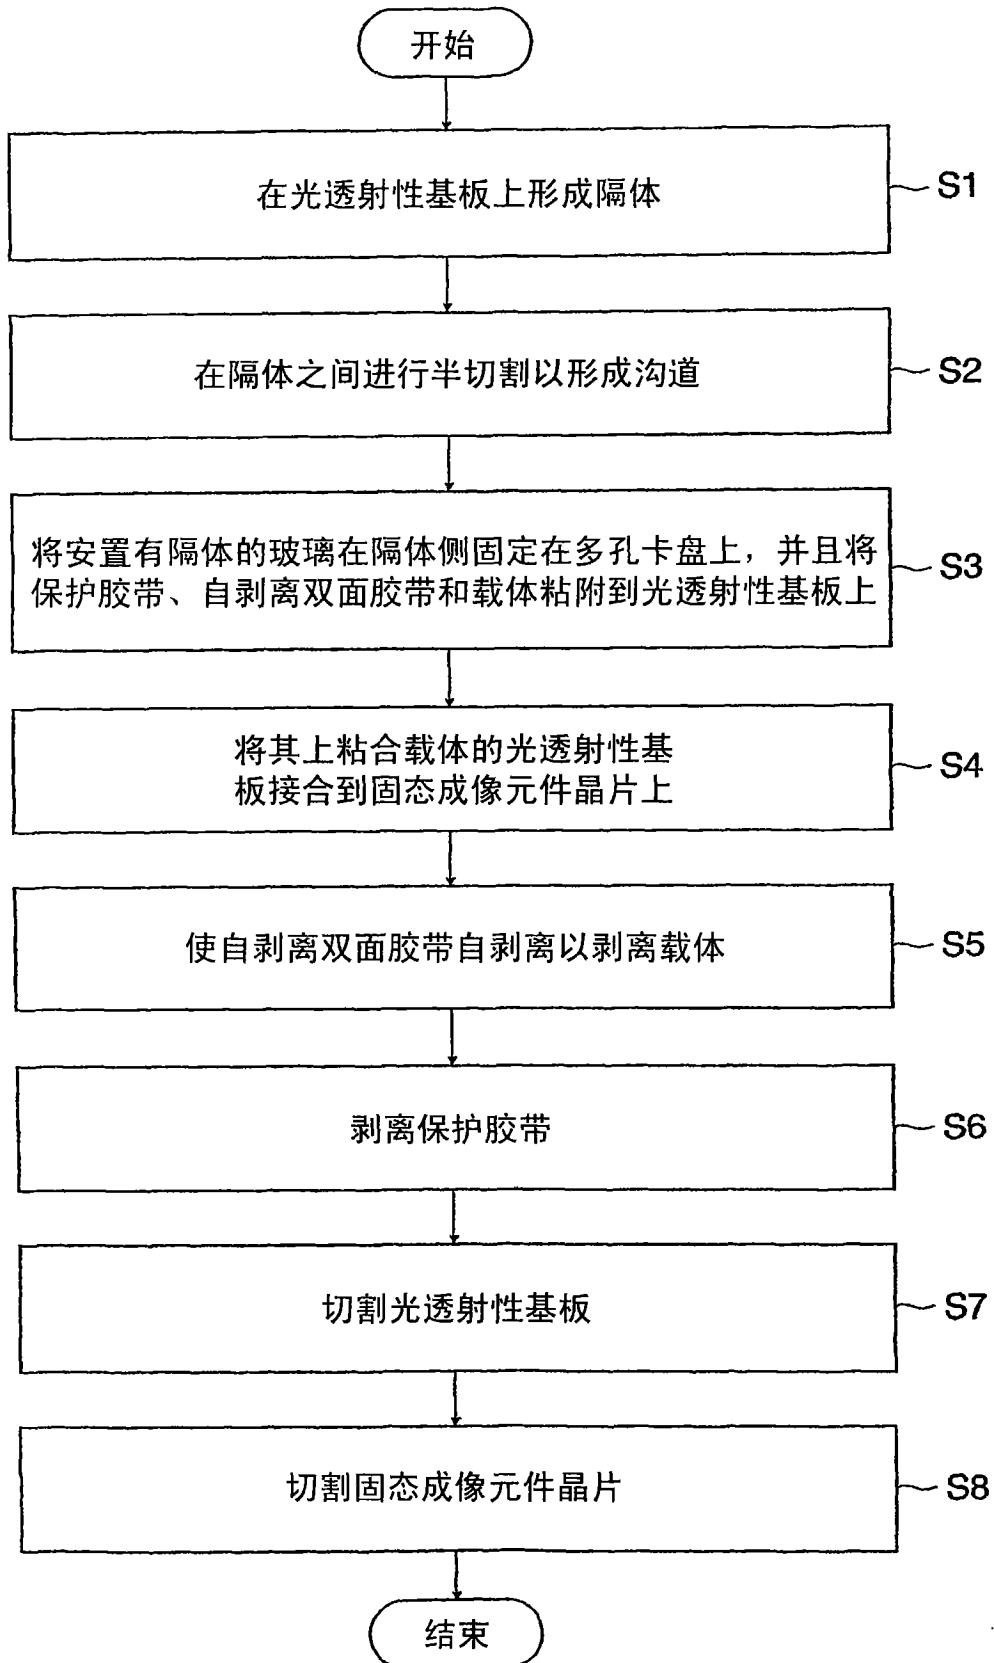 开始
在光透射性基板上形成隔体
S1
在隔体之间进行半切割以形成沟道
S2
将安置有隔体的玻璃在隔体侧固定在多孔卡盘上，并且将
保护胶带、自剥离双面胶带和载体粘附到光透射性基板上
S3
将其上粘合载体的光透射性基
板接合到固态成像元件晶片上
S4
使自剥离双面胶带自剥离以剥离载体
S5
剥离保护胶带
S6
切割光透射性基板
S7
切割固态成像元件晶片
S8
结束